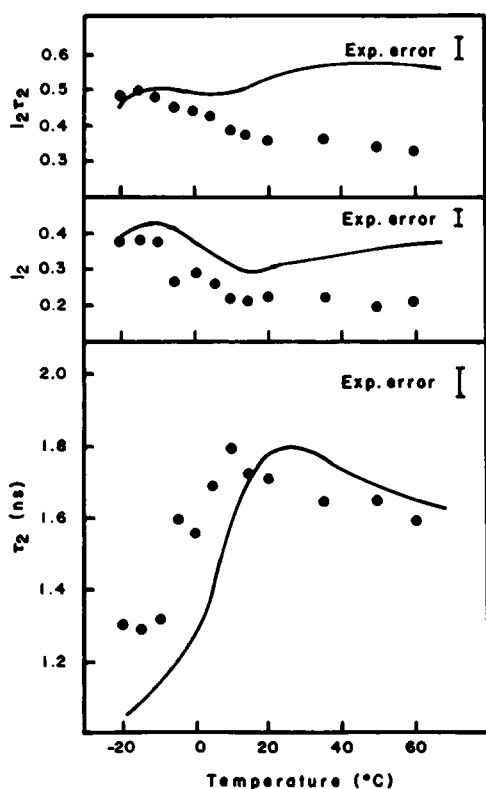 0.6
Exp. error
0.5
0.4
0.3
I₂τ₂
0.4
Exp. error
0.3
0.2
I₂
2.0
Exp. error
1.8
1.6
1.4
1.2
τ₂ (ns)
-20 0 20 40 60
Temperature (°C)